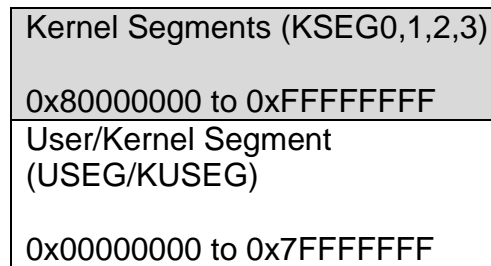 Kernel Segments (KSEG0,1,2,3)
0x80000000 to 0xFFFFFFFF
User/Kernel Segment
(USEG/KUSEG)
0x00000000 to 0x7FFFFFFF